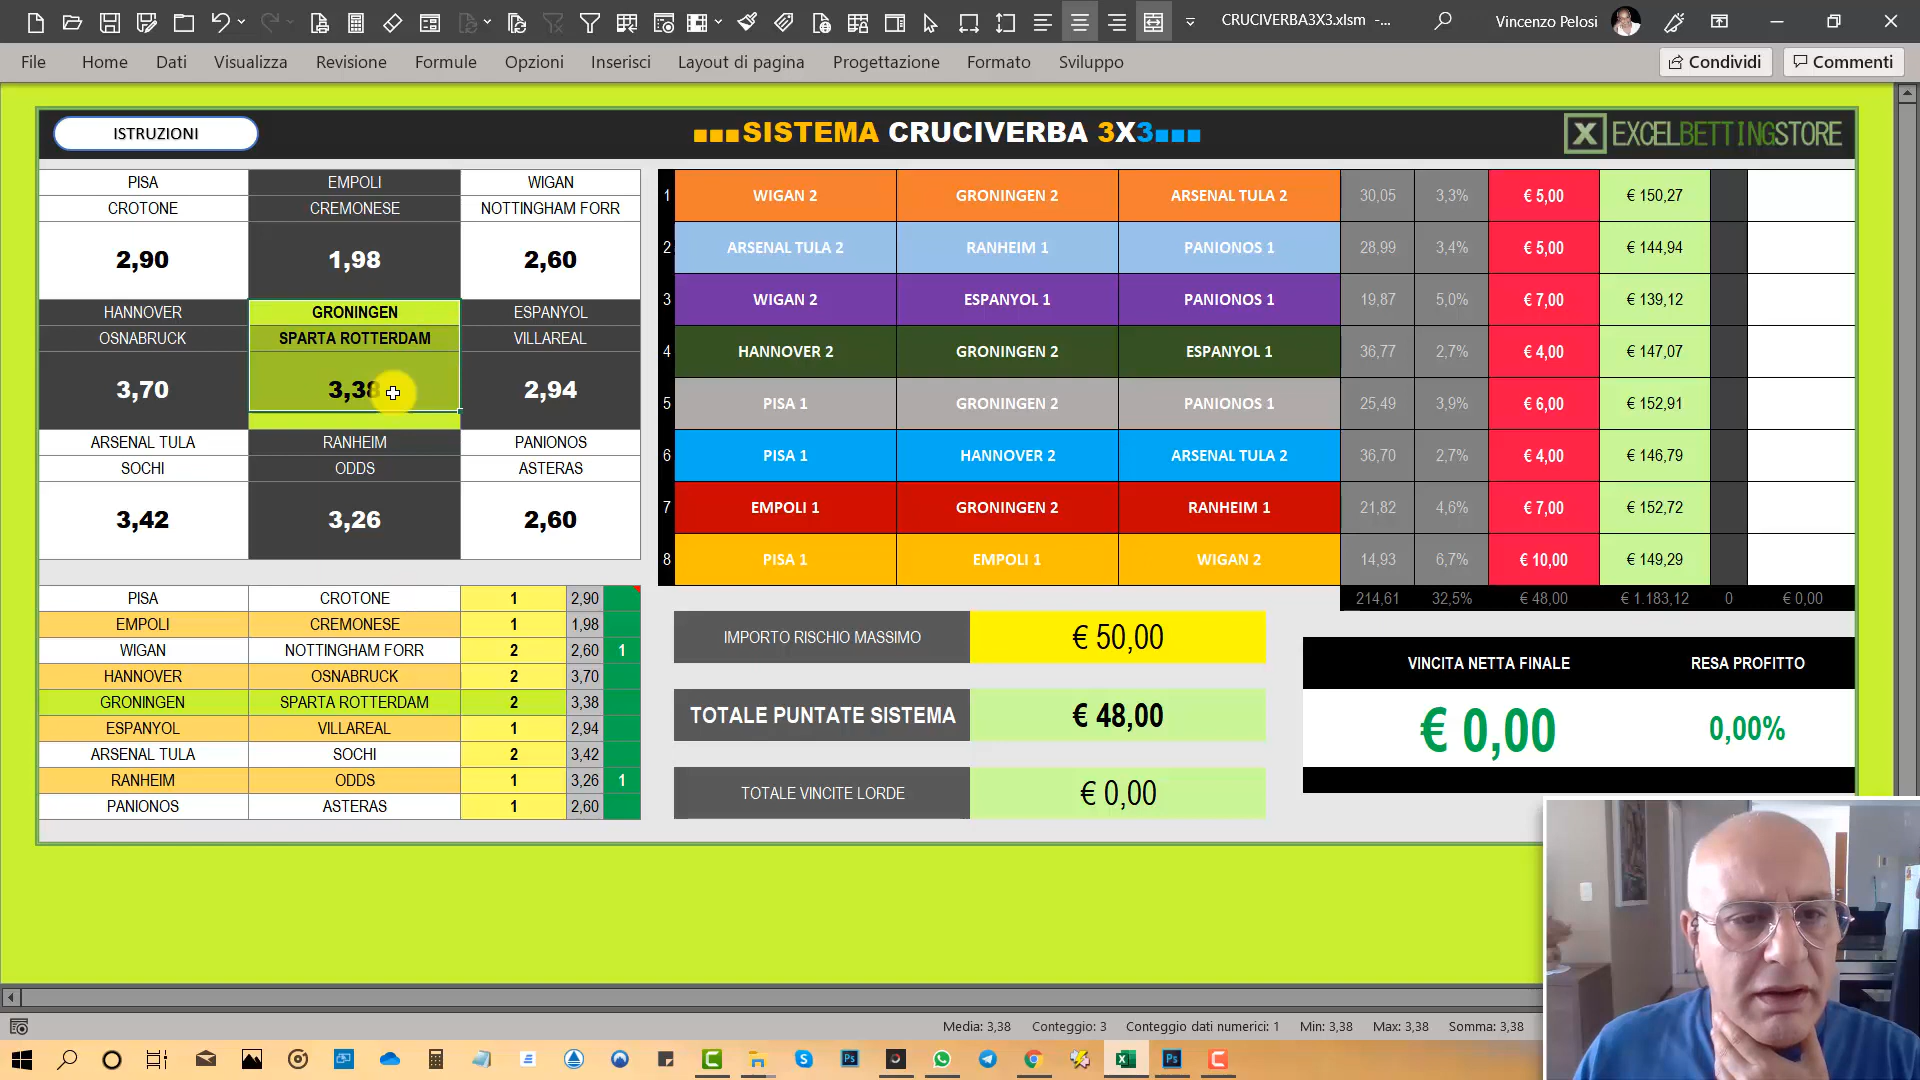 CRUCIVERBA3X3.xlsm -...
Vincenzo Pelosi
File Home Dati Visualizza Revisione Formule Opzioni Inserisci Layout di pagina Progettazione Formato Sviluppo Condividi Commenti
ISTRUZIONI
SISTEMA CRUCIVERBA 3X3
EXCELBETTINGSTORE
PISA EMPOLI WIGAN
CROTONE CREMONESE NOTTINGHAM FORR
2,90 1,98 2,60
HANNOVER GRONINGEN ESPANYOL
OSNABRUCK SPARTA ROTTERDAM VILLAREAL
3,70 3,38 2,94
ARSENAL TULA RANHEIM PANIONOS
SOCHI ODDS ASTERAS
3,42 3,26 2,60
1 WIGAN 2 GRONINGEN 2 ARSENAL TULA 2 30,05 3,3% € 5,00 € 150,27
2 ARSENAL TULA 2 RANHEIM 1 PANIONOS 1 28,99 3,4% € 5,00 € 144,94
3 WIGAN 2 ESPANYOL 1 PANIONOS 1 19,87 5,0% € 7,00 € 139,12
4 HANNOVER 2 GRONINGEN 2 ESPANYOL 1 36,77 2,7% € 4,00 € 147,07
5 PISA 1 GRONINGEN 2 PANIONOS 1 25,49 3,9% € 6,00 € 152,91
6 PISA 1 HANNOVER 2 ARSENAL TULA 2 36,70 2,7% € 4,00 € 146,79
7 EMPOLI 1 GRONINGEN 2 RANHEIM 1 21,82 4,6% € 7,00 € 152,72
8 PISA 1 EMPOLI 1 WIGAN 2 14,93 6,7% € 10,00 € 149,29
214,61 32,5% € 48,00 € 1.183,12 0 € 0,00
PISA CROTONE 1 2,90
EMPOLI CREMONESE 1 1,98
WIGAN NOTTINGHAM FORR 2 2,60 1
HANNOVER OSNABRUCK 2 3,70
GRONINGEN SPARTA ROTTERDAM 2 3,38
ESPANYOL VILLAREAL 1 2,94
ARSENAL TULA SOCHI 2 3,42
RANHEIM ODDS 1 3,26 1
PANIONOS ASTERAS 1 2,60
IMPORTO RISCHIO MASSIMO € 50,00
TOTALE PUNTATE SISTEMA € 48,00
TOTALE VINCITE LORDE € 0,00
VINCITA NETTA FINALE RESA PROFITTO
€ 0,00 0,00%
Media: 3,38 Conteggio: 3 Conteggio dati numerici: 1 Min: 3,38 Max: 3,38 Somma: 3,38